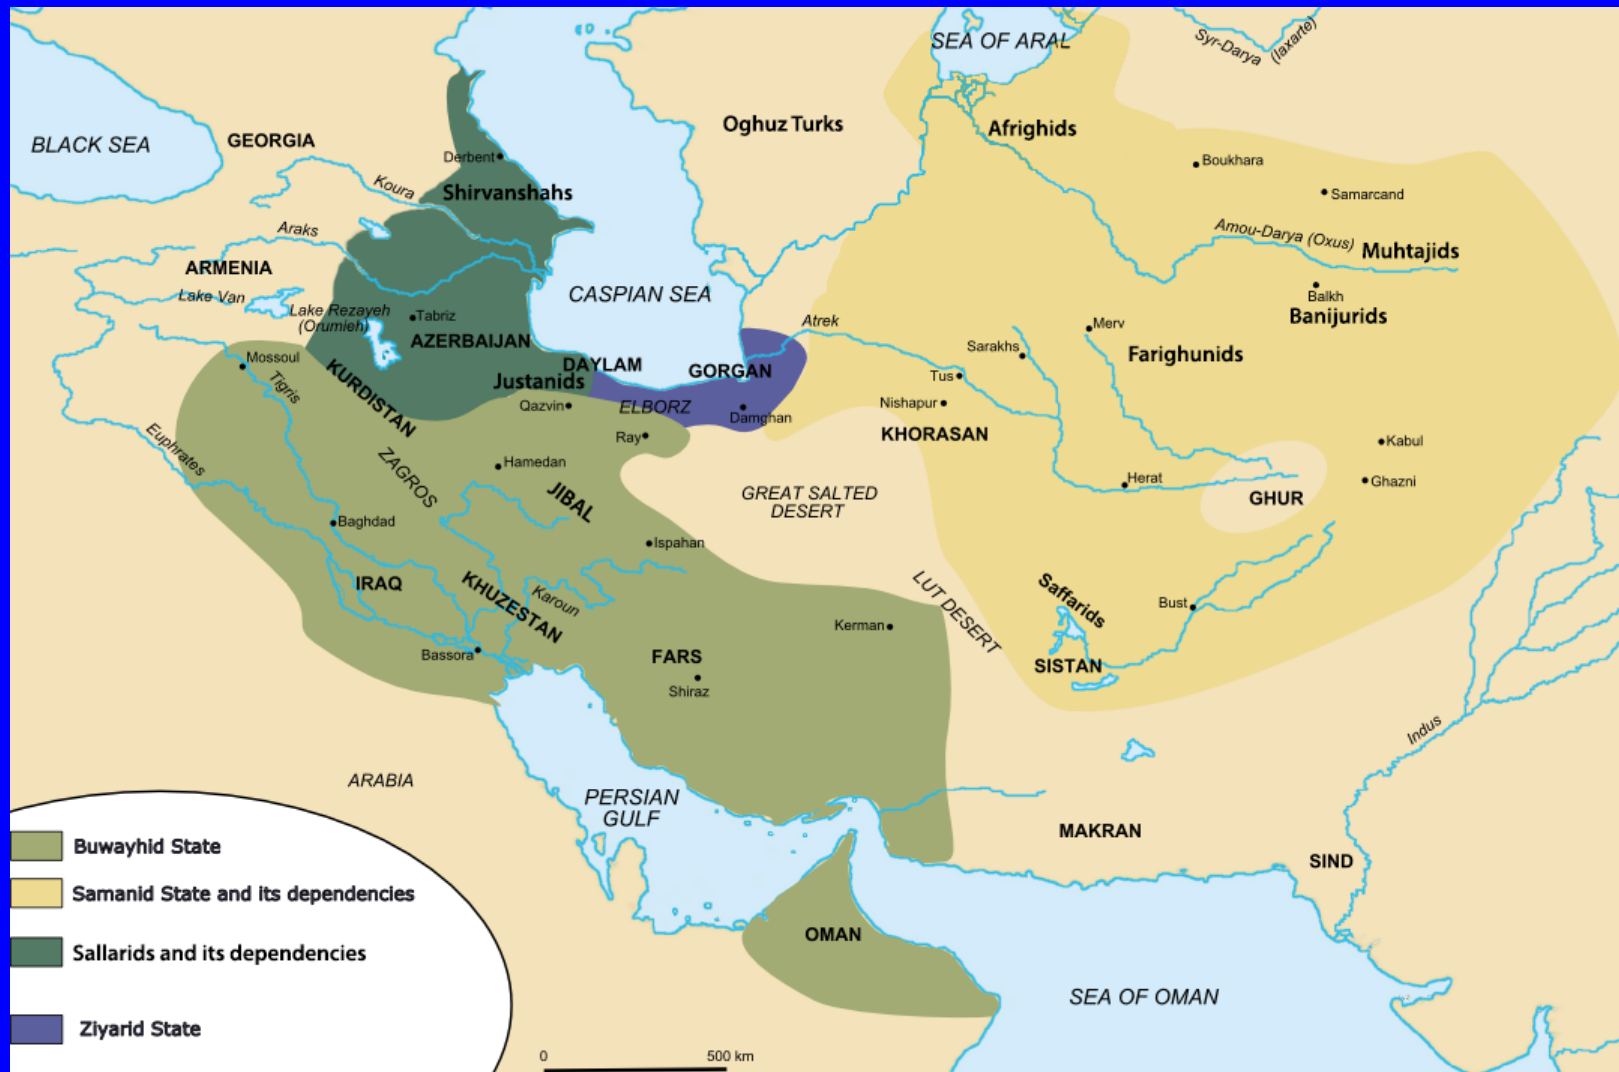 SEA OF ARAL
Syr-Darya (Iaxarte)
BLACK SEA
GEORGIA
Oghuz Turks
Afrighids
Derbent
Boukhara
Koura
Shirvanshahs
Samarcand
Araks
Amou-Darya (Oxus)
Muhtajids
ARMENIA
Lake Van
CASPIAN SEA
Balkh
Lake Rezayeh
(Orumieh)
Tabriz
Banijurids
AZERBAIJAN
Atrek
Merv
Sarakhs
Farighunids
Mossoul
DAYLAM
GORGAN
Tus
Tigris
KURDISTAN
Justanids
Qazvin
ELBORZ
Damghan
Nishapur
KHORASAN
Ray
Kabul
Euphrates
ZAGROS
Hamedan
JIBAL
GREAT SALTED
DESERT
Herat
GHUR
Ghazni
Baghdad
Ispahan
IRAQ
KHUZESTAN
Karoun
LUT DESERT
Saffarids
Bust
Kerman
Bassora
FARS
Shiraz
SISTAN
Indus
ARABIA
PERSIAN
GULF
MAKRAN
SIND
OMAN
SEA OF OMAN
Buwayhid State
Samanid State and its dependencies
Sallarids and its dependencies
Ziyarid State
0 500 km